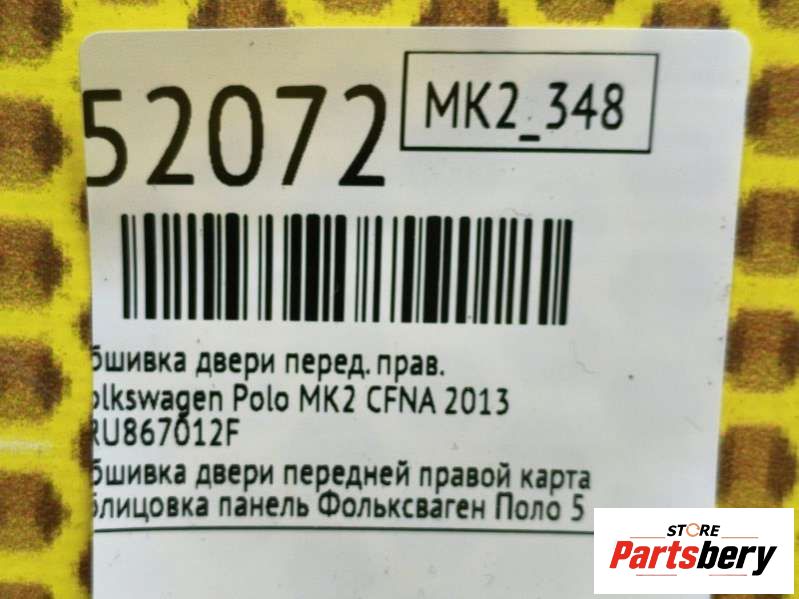 52072
MK2_348
бшивка двери перед. прав.
olkswagen Polo MK2 CFNA 2013
RU867012F
бшивка двери передней правой карта
блицовка панель Фольксваген Поло 5
STORE
Partsbery